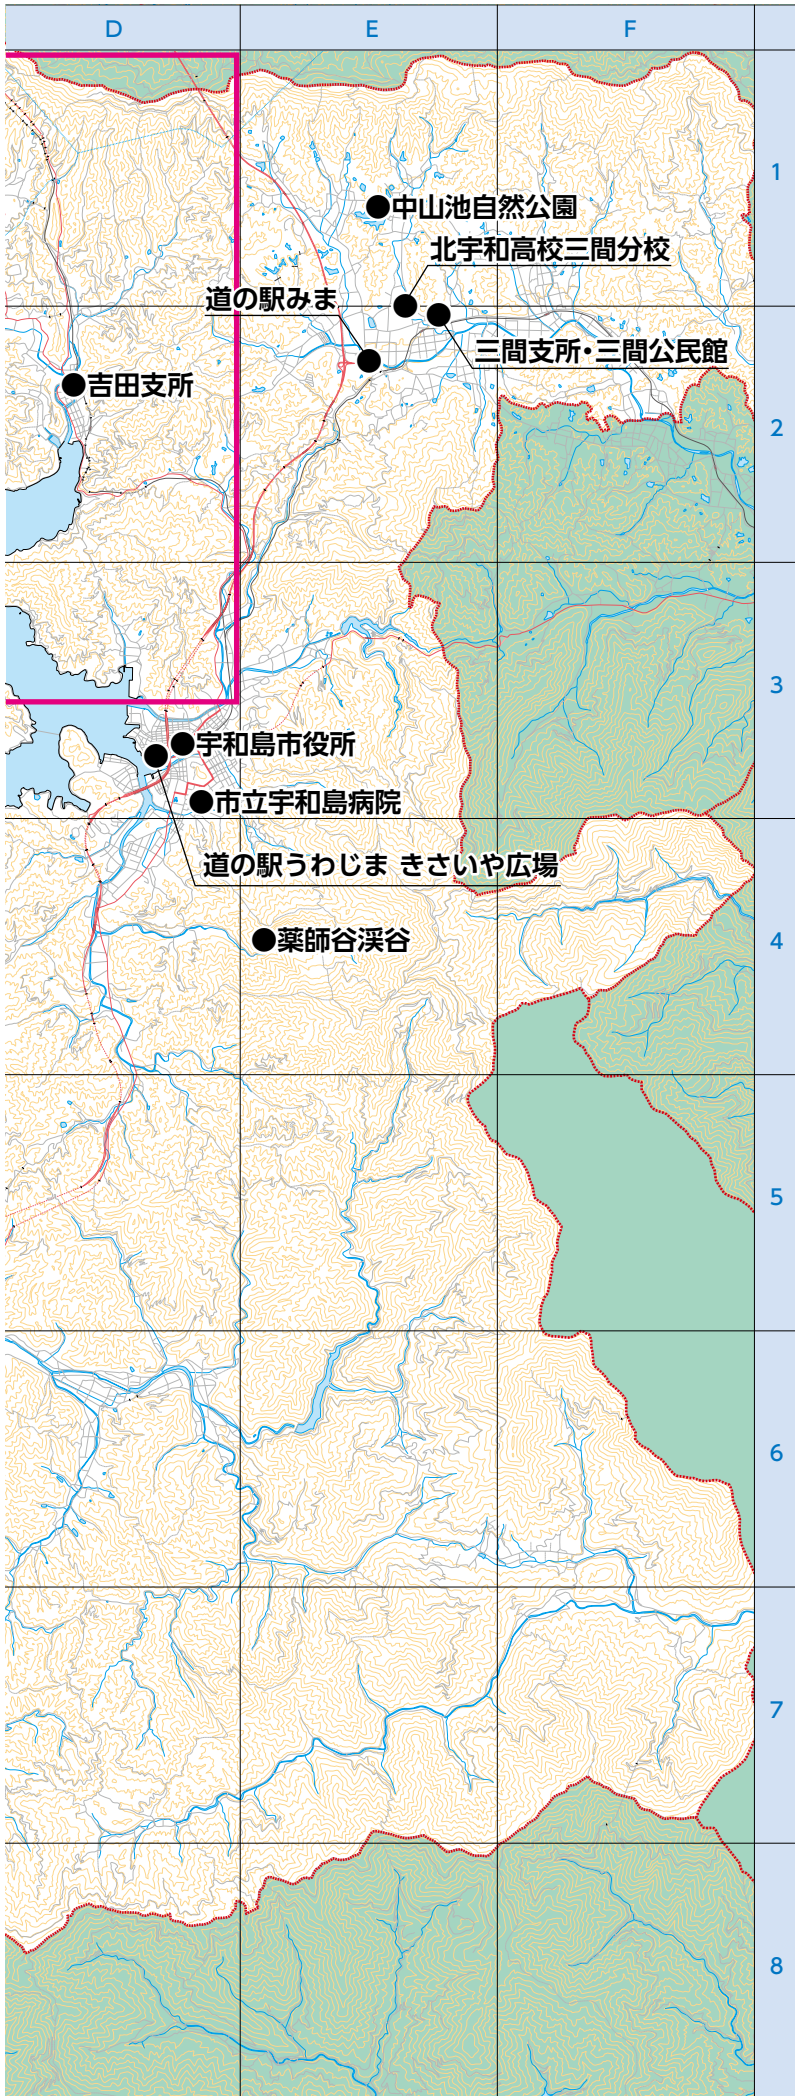 D E F
1
中山池自然公園
北宇和高校三間分校
道の駅みま
三間支所・三間公民館
吉田支所
2
3
宇和島市役所
市立宇和島病院
道の駅うわじま きさいや広場
薬師谷渓谷
4
5
6
7
8